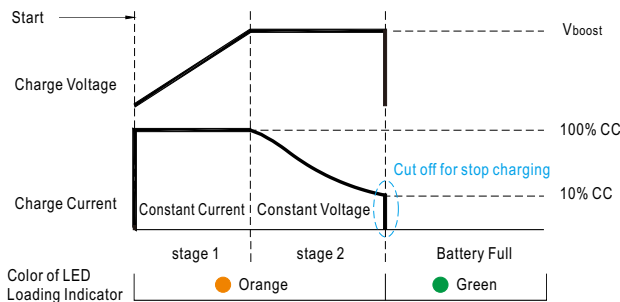 Start
Vboost
Charge Voltage
100% CC
Cut off for stop charging
10% CC
Charge Current
Constant Current
Constant Voltage
stage 1
stage 2
Battery Full
Color of LED
Loading Indicator
Orange
Green